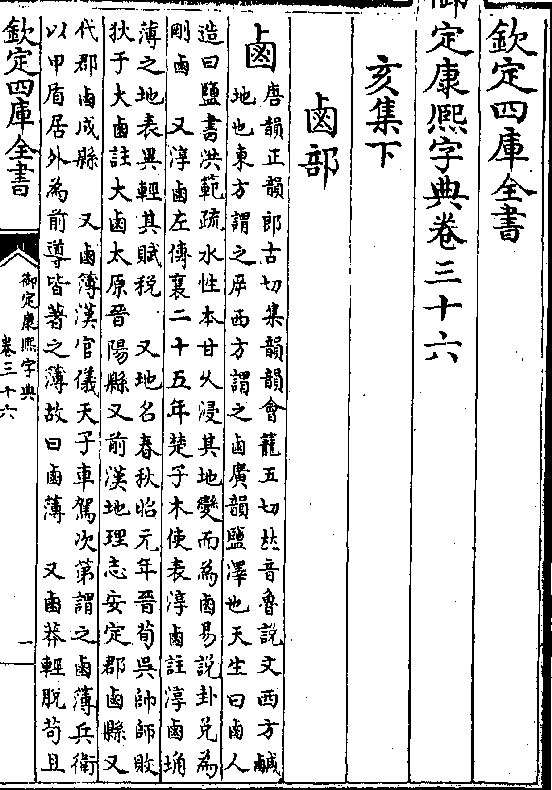 欽定四庫全書
御定康熙字典卷三十六
亥集下
鹵部
鹵
唐韻正韻郎古切集韻韻會籠五切𠀤音魯說文西方鹹
地也東方謂之㡿西方謂之鹵廣韻鹽澤也天生曰鹵人
造曰鹽書洪範疏水性本甘久浸其地變而為鹵易說卦兌為
剛鹵　又淳鹵左傳襄二十五年楚子木使表淳鹵註淳鹵埆
薄之地表異輕其賦稅　又地名春秋昭元年晉荀吳帥師敗
狄于大鹵註大鹵太原晉陽縣又前漢地理志安定郡鹵縣又
代郡鹵成縣　又鹵簿漢官儀天子車駕次第謂之鹵簿兵衛
以甲盾居外為前導皆著之簿故曰鹵簿　又鹵莽輕脫苟且
欽定四庫全書
御定康熙字典
卷三十六
一